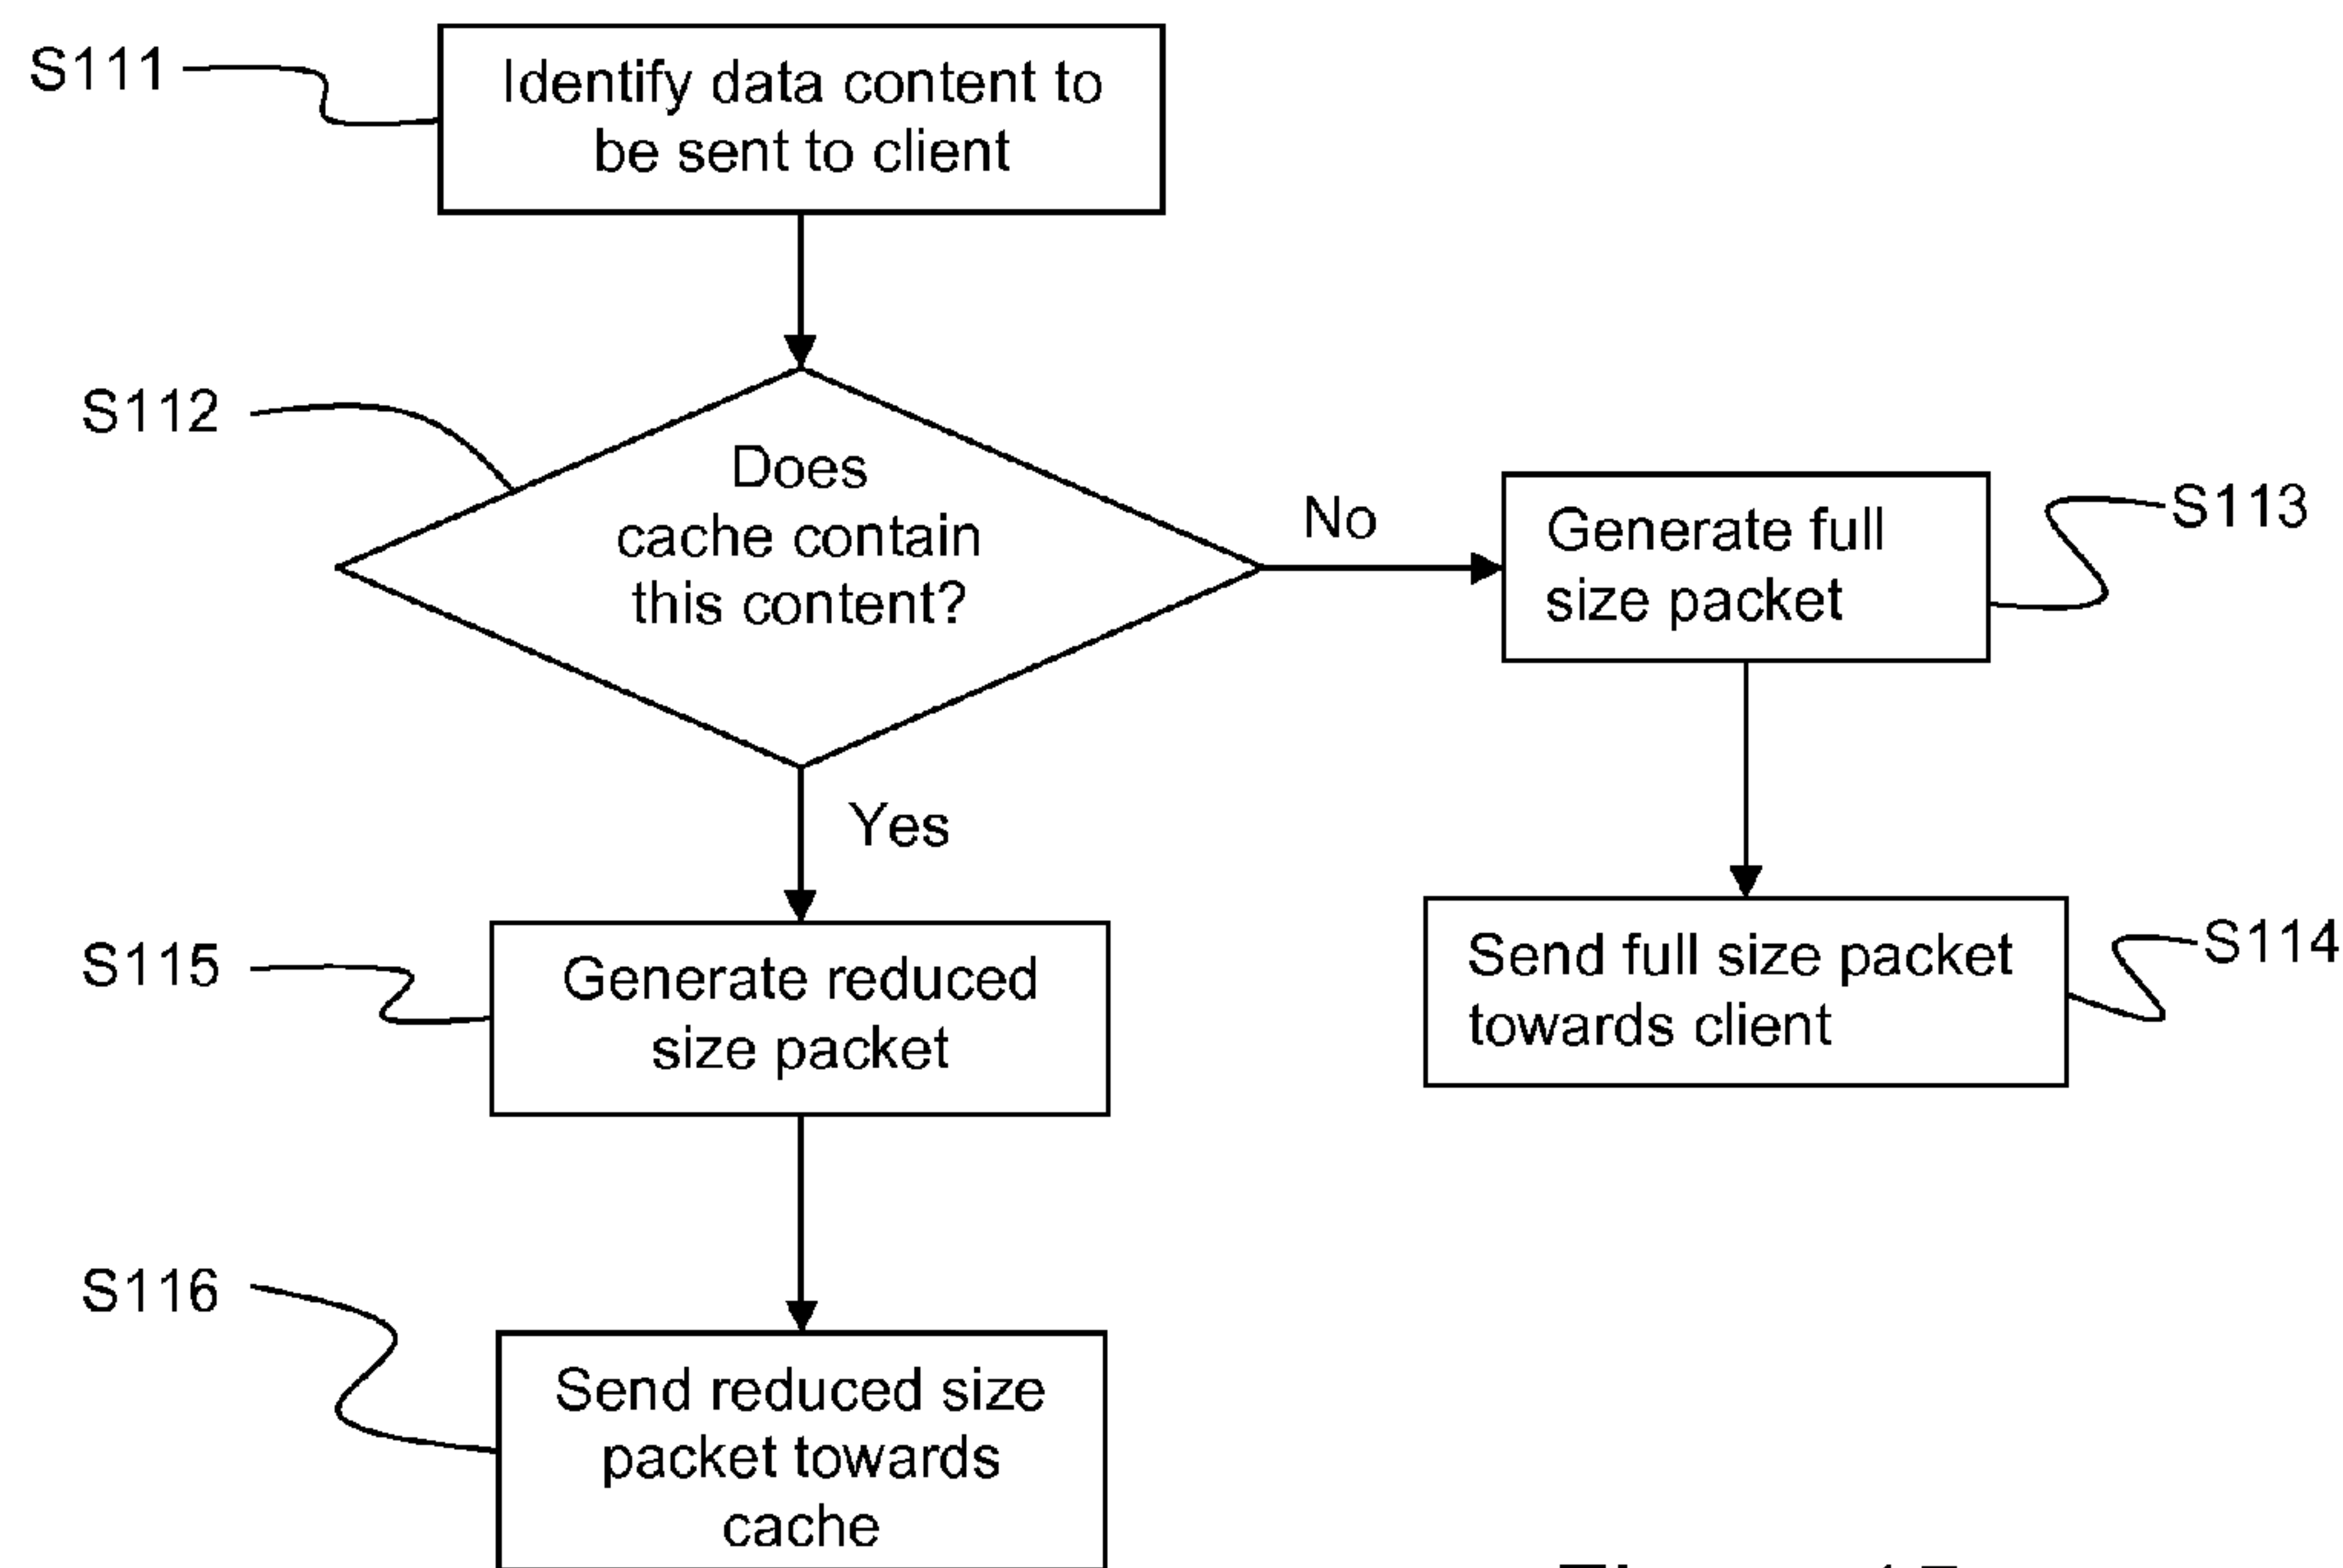 S111
Identify data content to
be sent to client
S112
Does
cache contain
this content?
No
Generate full
size packet
S113
Yes
S115
Generate reduced
size packet
Send full size packet
towards client
S114
S116
Send reduced size
packet towards
cache